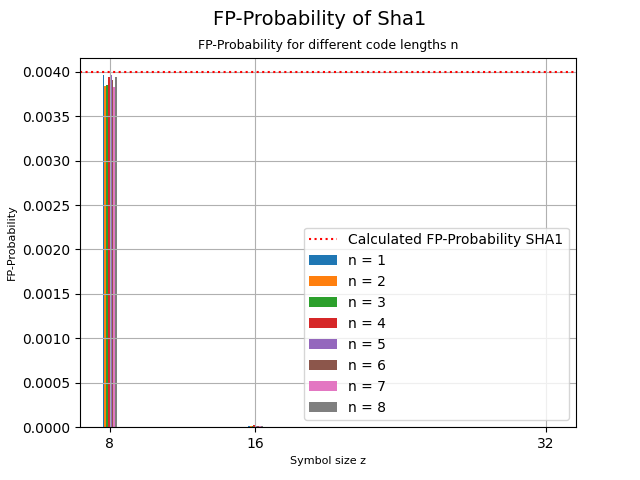 FP-Probability of Sha1
FP-Probability for different code lengths n
0.0040
0.0035
0.0030
0.0025
0.0020
0.0015
0.0010
0.0005
0.0000
FP-Probability
Calculated FP-Probability SHA1
n = 1
n = 2
n = 3
n = 4
n = 5
n = 6
n = 7
n = 8
8 16 32
Symbol size z